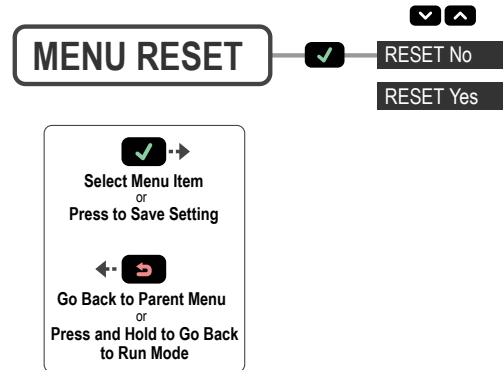 MENU RESET
RESET No
RESET Yes
Select Menu Item
or
Press to Save Setting
Go Back to Parent Menu
or
Press and Hold to Go Back
to Run Mode